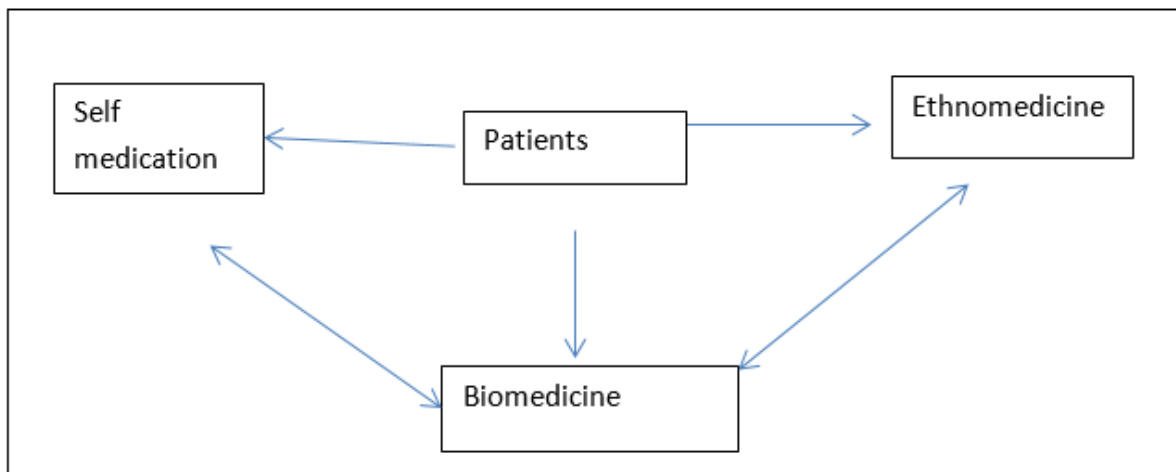 Self
medication
Patients
Ethnomedicine
Biomedicine